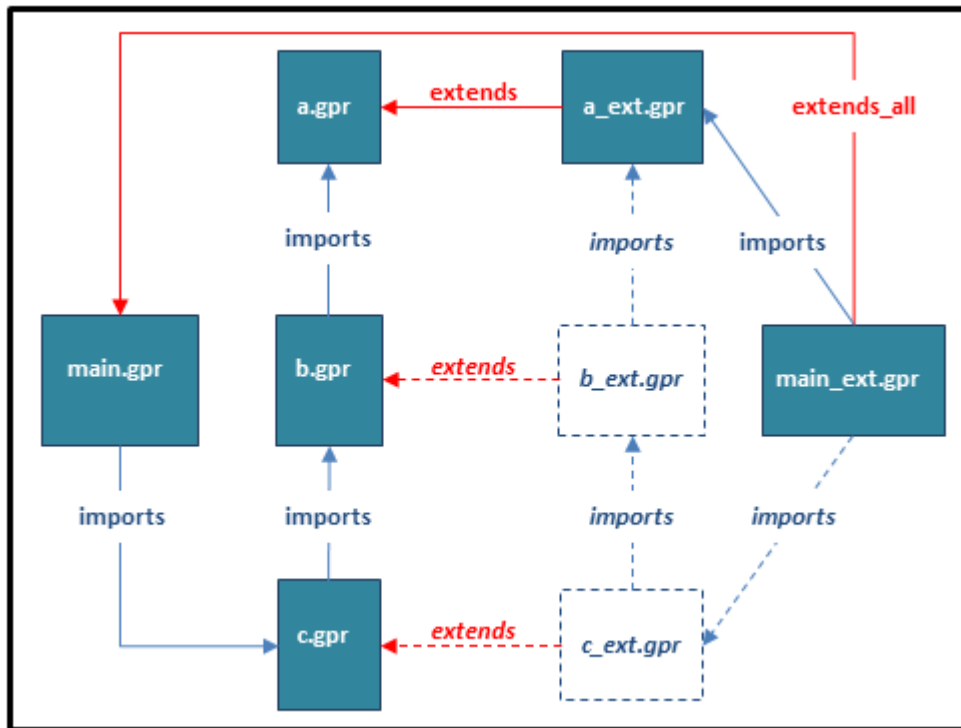 extends
extends_all
a.gpr
a_ext.gpr
imports
imports
imports
main.gpr
b.gpr
extends
b_ext.gpr
main_ext.gpr
imports
imports
imports
imports
c.gpr
extends
c_ext.gpr